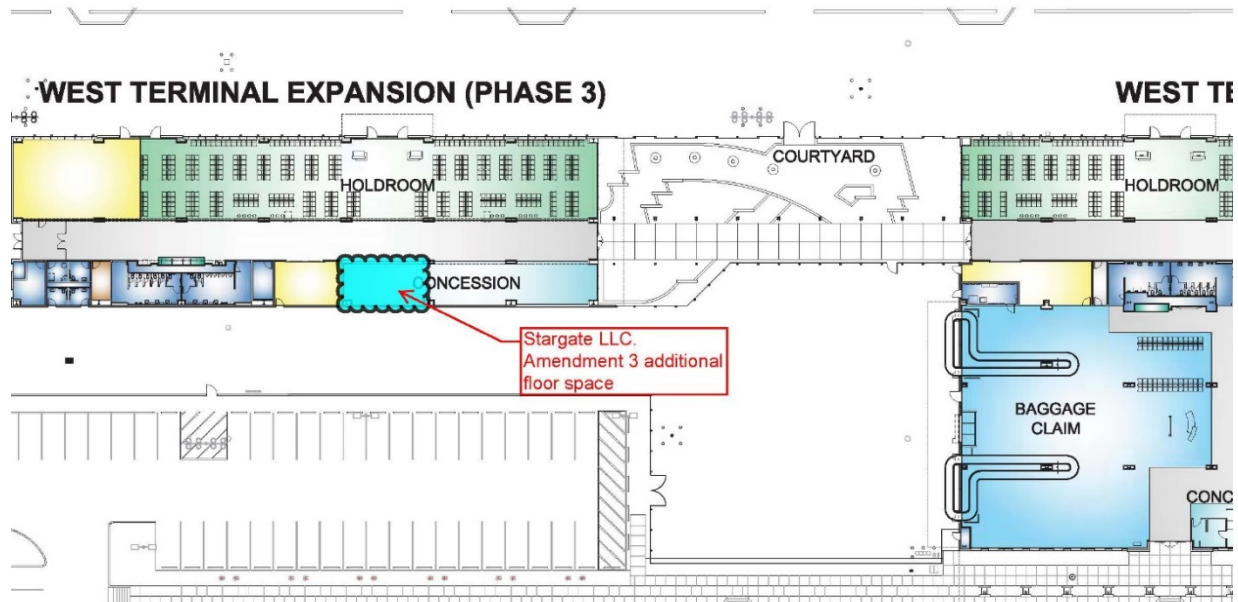 WEST TERMINAL EXPANSION (PHASE 3)
WEST TE
COURTYARD
HOLDROOM
HOLDROOM
CONCESSION
Stargate LLC.
Amendment 3 additional
floor space
BAGGAGE
CLAIM
CONC